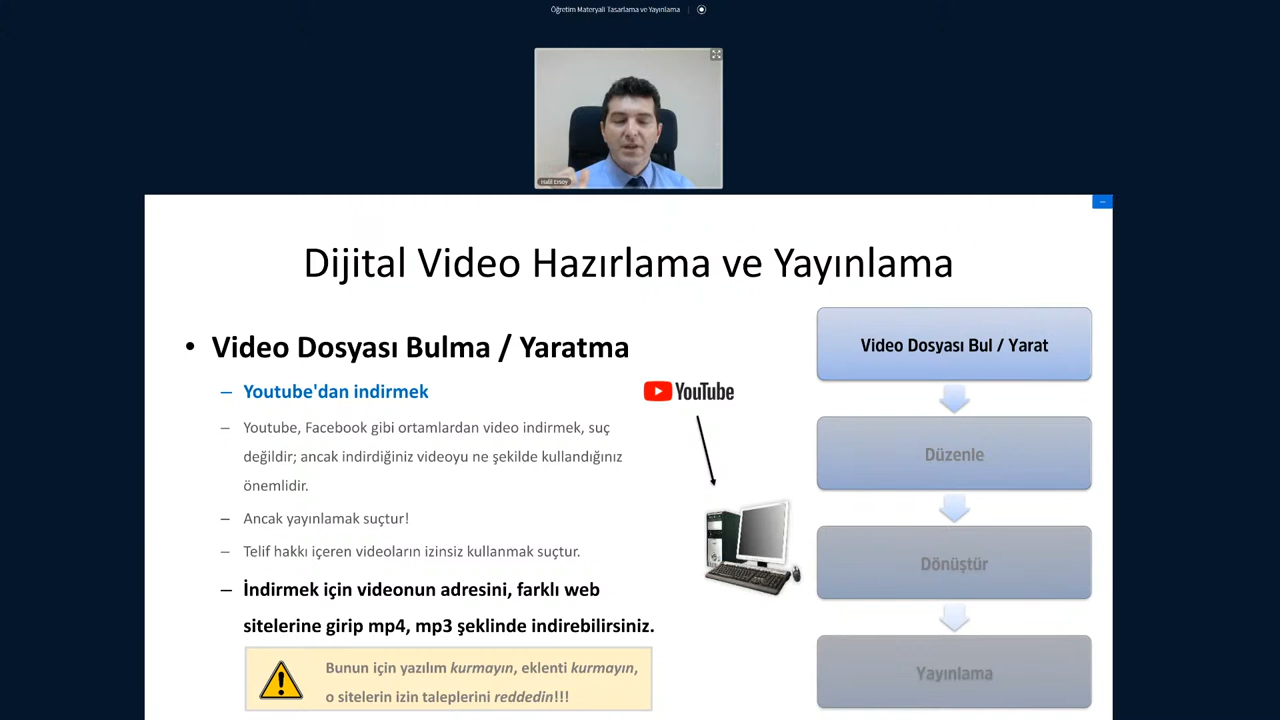 Öğretim Materyali Tasarlama ve Yayınlama
Halil Ersoy
Dijital Video Hazırlama ve Yayınlama
• Video Dosyası Bulma / Yaratma
– Youtube'dan indirmek
– Youtube, Facebook gibi ortamlardan video indirmek, suç
değildir; ancak indirdiğiniz videoyu ne şekilde kullandığınız
önemlidir.
– Ancak yayınlamak suçtur!
– Telif hakkı içeren videoların izinsiz kullanmak suçtur.
– İndirmek için videonun adresini, farklı web
sitelerine girip mp4, mp3 şeklinde indirebilirsiniz.
Bunun için yazılım kurmayın, eklenti kurmayın,
o sitelerin izin taleplerini reddedin!!!
YouTube
Video Dosyası Bul / Yarat
Düzenle
Dönüştür
Yayınlama